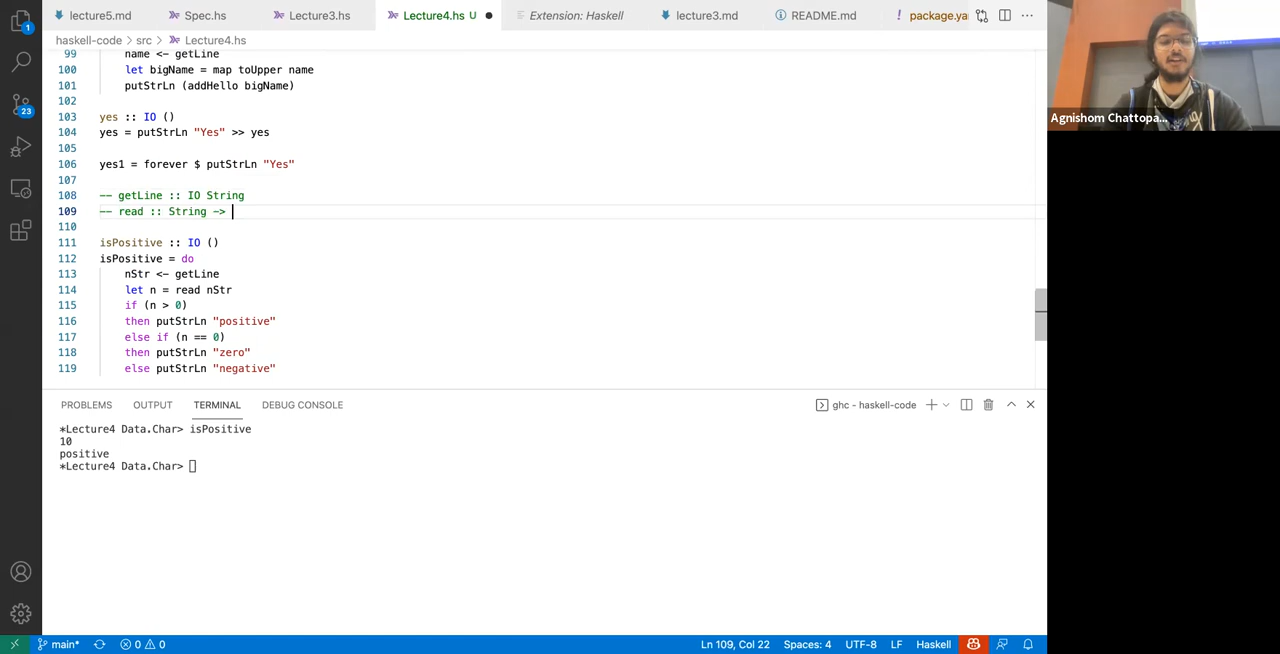 lecture5.md Spec.hs Lecture3.hs Lecture4.hs U Extension: Haskell lecture3.md README.md ! package.ya
haskell-code > src > Lecture4.hs
99 name <- getLine
100 let bigName = map toUpper name
101 putStrLn (addHello bigName)
102
103 yes :: IO ()
104 yes = putStrLn "Yes" >> yes
105
106 yes1 = forever $ putStrLn "Yes"
107
108 -- getLine :: IO String
109 -- read :: String ->
110
111 isPositive :: IO ()
112 isPositive = do
113 nStr <- getLine
114 let n = read nStr
115 if (n > 0)
116 then putStrLn "positive"
117 else if (n == 0)
118 then putStrLn "zero"
119 else putStrLn "negative"
PROBLEMS OUTPUT TERMINAL DEBUG CONSOLE ghc - haskell-code
*Lecture4 Data.Char> isPositive
10
positive
*Lecture4 Data.Char>
main* 0 0 Ln 109, Col 22 Spaces: 4 UTF-8 LF Haskell
1
23
Agnishom Chattopa...